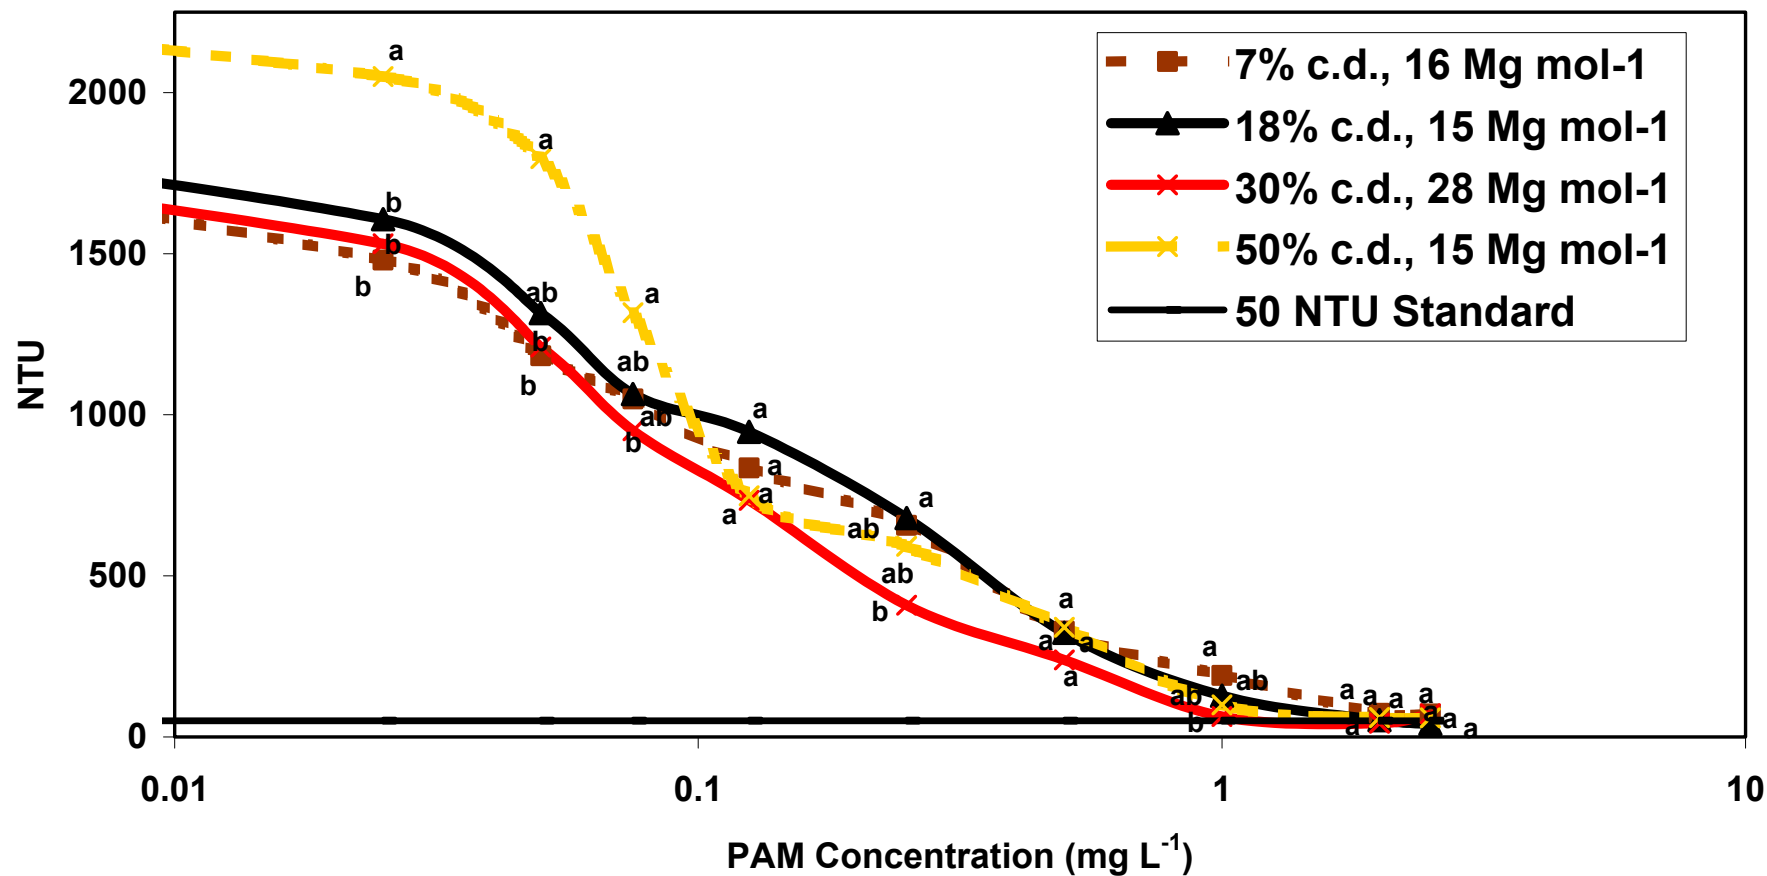 7% c.d., 16 Mg mol-1
18% c.d., 15 Mg mol-1
30% c.d., 28 Mg mol-1
50% c.d., 15 Mg mol-1
50 NTU Standard
NTU
2000
1500
1000
500
0
a
a
b
b
b
ab
b
b
a
ab
ab
b
a
a
a
a
a
ab
ab
b
a
a
a
a
a
ab
ab
b
a
a
a
a
a
a
a
a
0.01
0.1
1
10
PAM Concentration (mg L-1)